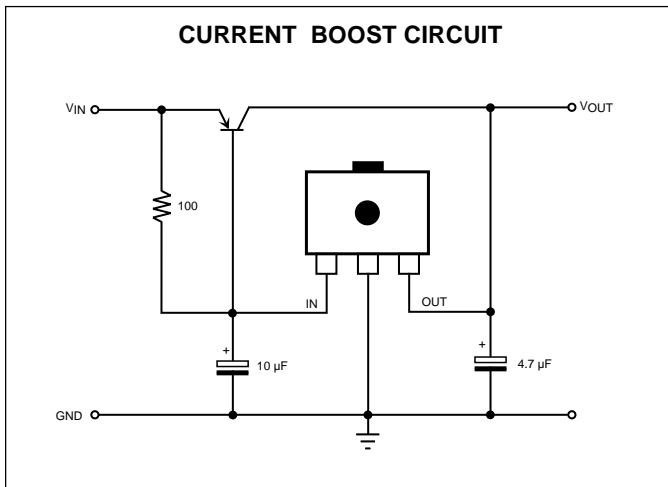 CURRENT BOOST CIRCUIT
VIN
VOUT
100
IN
OUT
+
10 µF
+
4.7 µF
GND